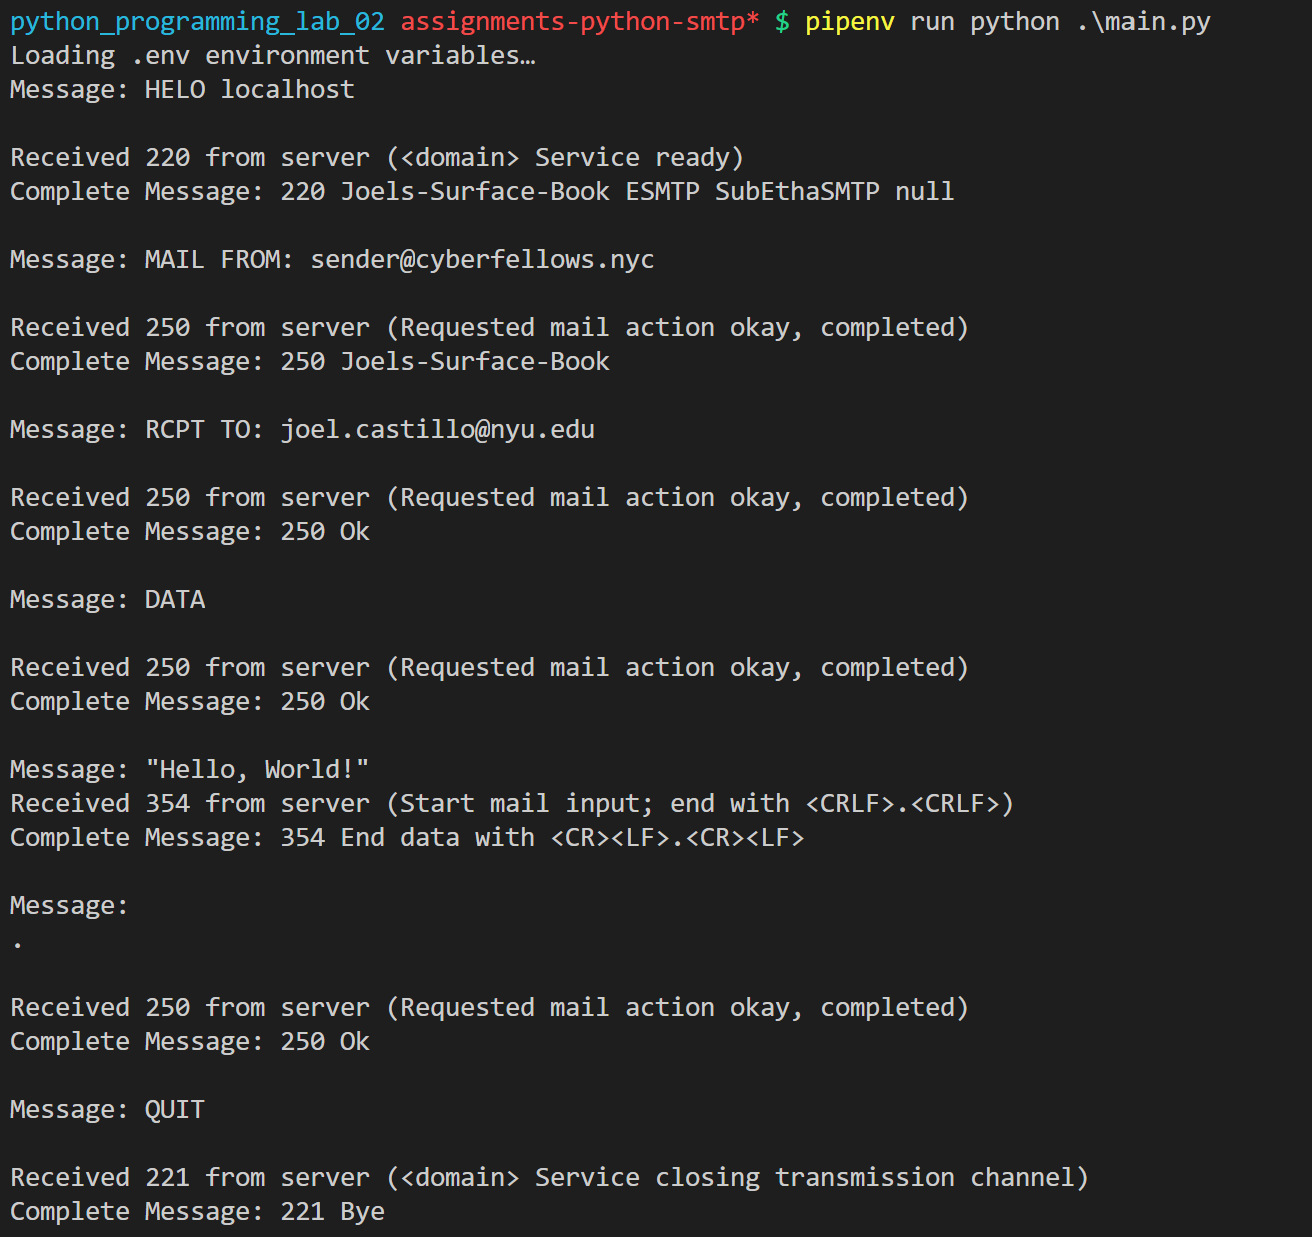 python_programming_lab_02 assignments-python-smtp* $ pipenv run python .\main.py
Loading .env environment variables…
Message: HELO localhost
Received 220 from server (<domain> Service ready)
Complete Message: 220 Joels-Surface-Book ESMTP SubEthaSMTP null
Message: MAIL FROM: sender@cyberfellows.nyc
Received 250 from server (Requested mail action okay, completed)
Complete Message: 250 Joels-Surface-Book
Message: RCPT TO: joel.castillo@nyu.edu
Received 250 from server (Requested mail action okay, completed)
Complete Message: 250 Ok
Message: DATA
Received 250 from server (Requested mail action okay, completed)
Complete Message: 250 Ok
Message: "Hello, World!"
Received 354 from server (Start mail input; end with <CRLF>.<CRLF>)
Complete Message: 354 End data with <CR><LF>.<CR><LF>
Message:
.
Received 250 from server (Requested mail action okay, completed)
Complete Message: 250 Ok
Message: QUIT
Received 221 from server (<domain> Service closing transmission channel)
Complete Message: 221 Bye